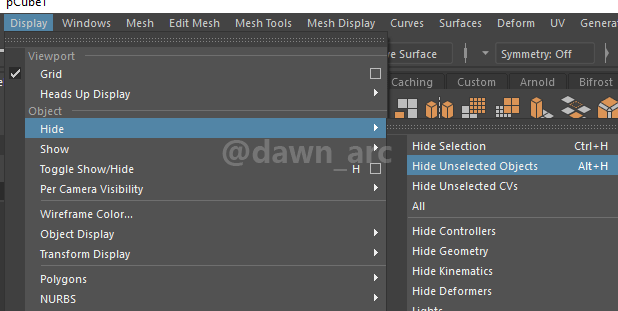 pCube1
Display Windows Mesh Edit Mesh Mesh Tools Mesh Display Curves Surfaces Deform UV Genera
Viewport
ve Surface Symmetry: Off
Grid
Caching Custom Arnold Bifrost
Heads Up Display
Object
Hide
Show
Toggle Show/Hide H
Per Camera Visibility
Wireframe Color...
Object Display
Transform Display
Polygons
NURBS
Hide Selection Ctrl+H
Hide Unselected Objects Alt+H
Hide Unselected CVs
All
Hide Controllers
Hide Geometry
Hide Kinematics
Hide Deformers
Lights
@dawn_arc